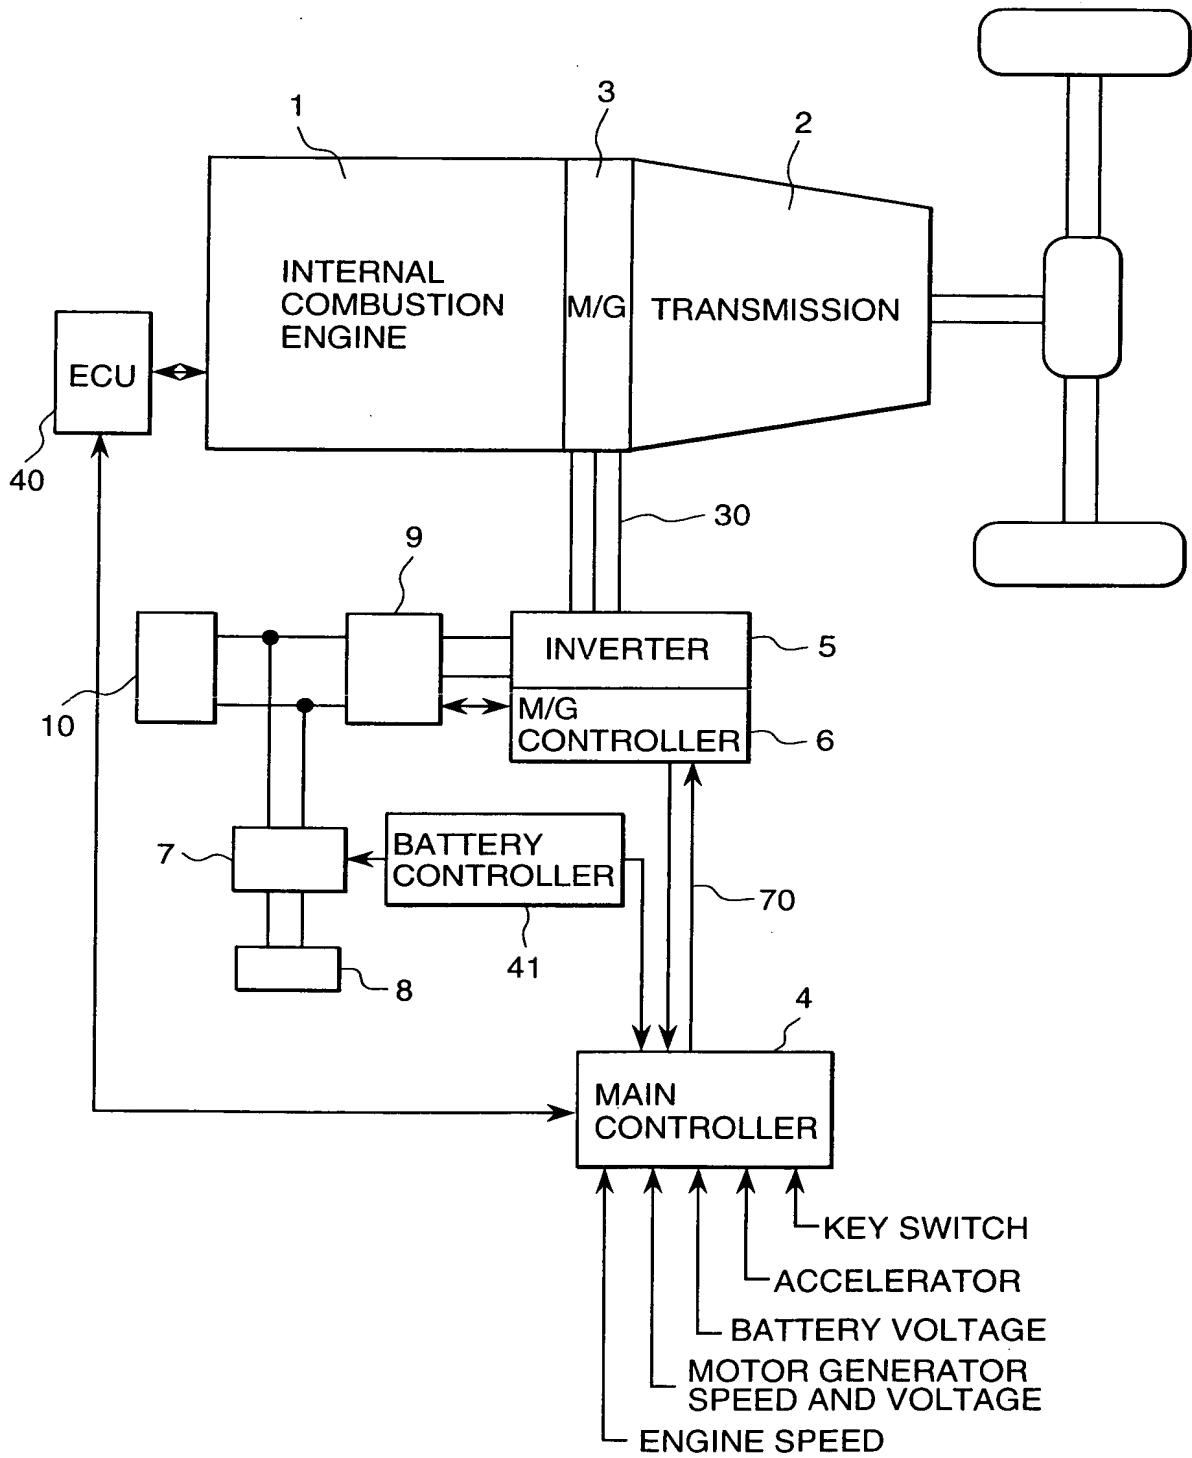 1
3
2
INTERNAL
COMBUSTION
ENGINE
M/G
TRANSMISSION
ECU
40
30
9
INVERTER
5
10
M/G
CONTROLLER
6
7
BATTERY
CONTROLLER
70
41
8
4
MAIN
CONTROLLER
KEY SWITCH
ACCELERATOR
BATTERY VOLTAGE
MOTOR GENERATOR
SPEED AND VOLTAGE
ENGINE SPEED